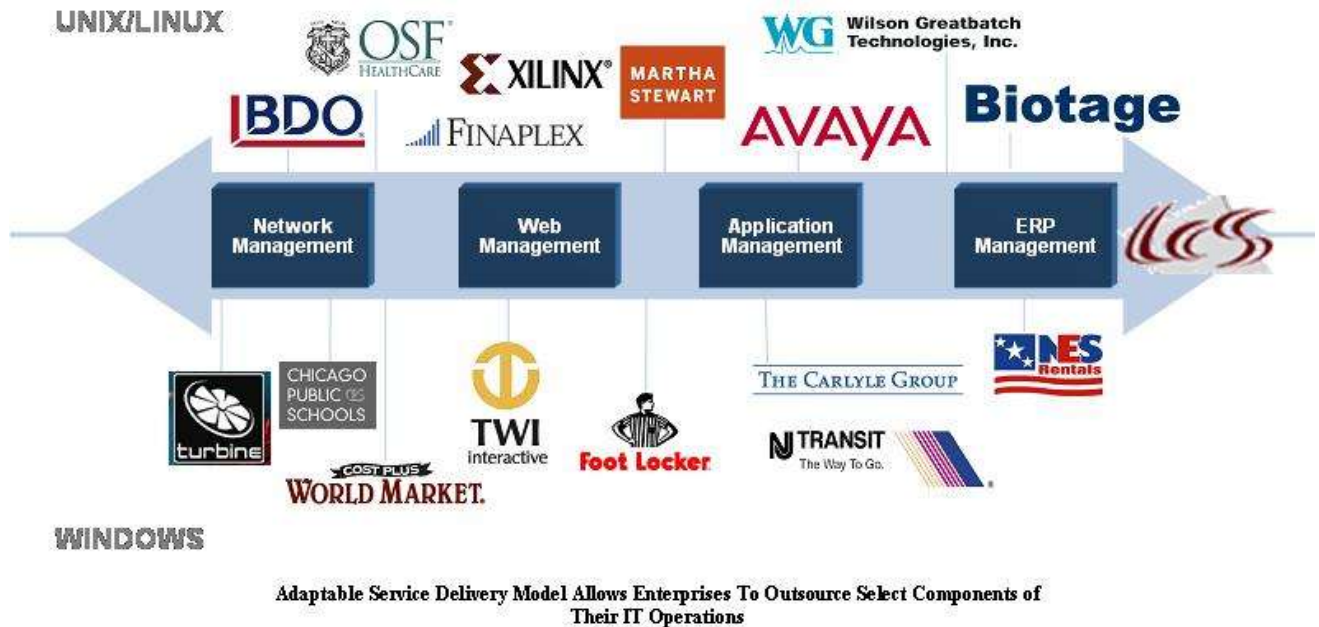 UNIX/LINUX
OSF®
HEALTHCARE
XILINX®
MARTHA
STEWART
WG
Wilson Greatbatch
Technologies, Inc.
BDO
FINAPLEX
AVAYA
Biotage
Network
Management
Web
Management
Application
Management
ERP
Management
turbine
CHICAGO
PUBLIC CPS
SCHOOLS
COST PLUS
WORLD MARKET.
TWI
interactive
Foot Locker
THE CARLYLE GROUP
NJ TRANSIT
The Way To Go.
NES
Rentals
WINDOWS
Adaptable Service Delivery Model Allows Enterprises To Outsource Select Components of
Their IT Operations